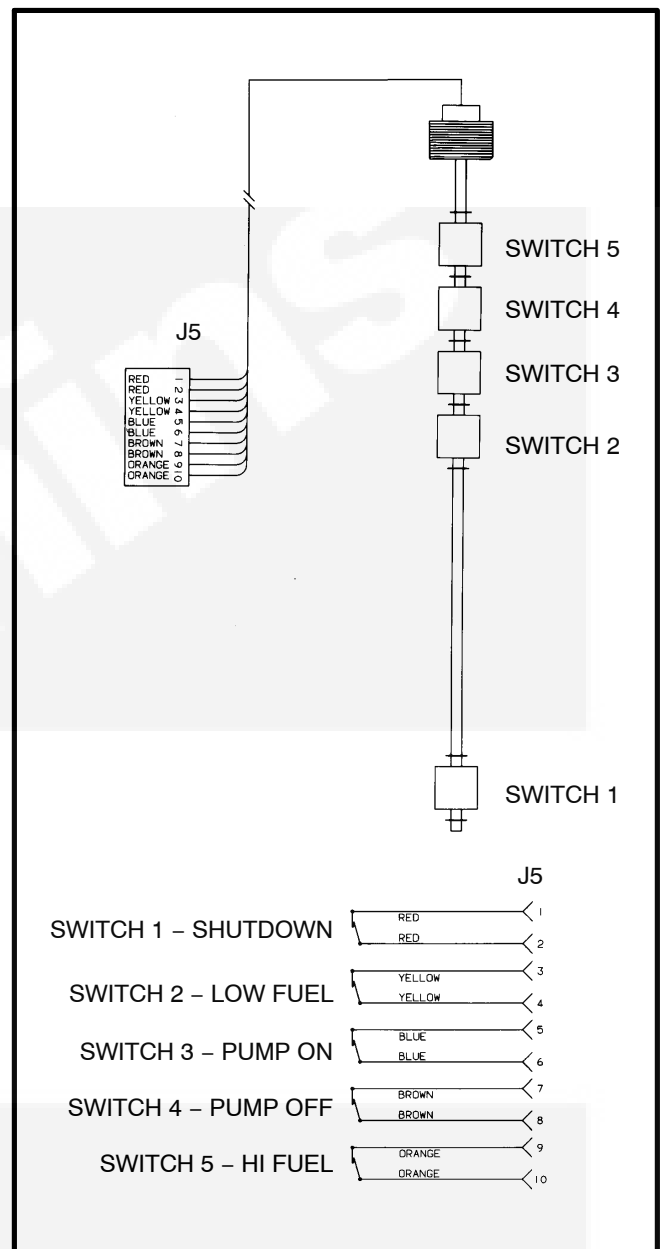 SWITCH 5
SWITCH 4
SWITCH 3
SWITCH 2
J5
RED 1
RED 2
YELLOW 3
YELLOW 4
BLUE 5
BLUE 6
BROWN 7
BROWN 8
ORANGE 9
ORANGE 10
SWITCH 1
J5
SWITCH 1 – SHUTDOWN
RED 1
RED 2
SWITCH 2 – LOW FUEL
YELLOW 3
YELLOW 4
SWITCH 3 – PUMP ON
BLUE 5
BLUE 6
SWITCH 4 – PUMP OFF
BROWN 7
BROWN 8
SWITCH 5 – HI FUEL
ORANGE 9
ORANGE 10